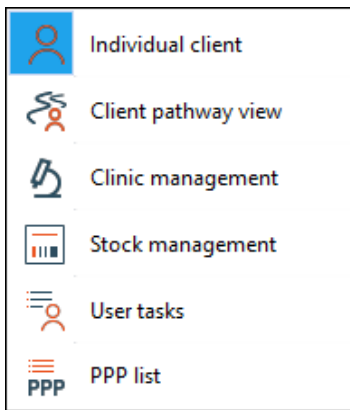 Individual client
Client pathway view
Clinic management
Stock management
User tasks
PPP PPP list